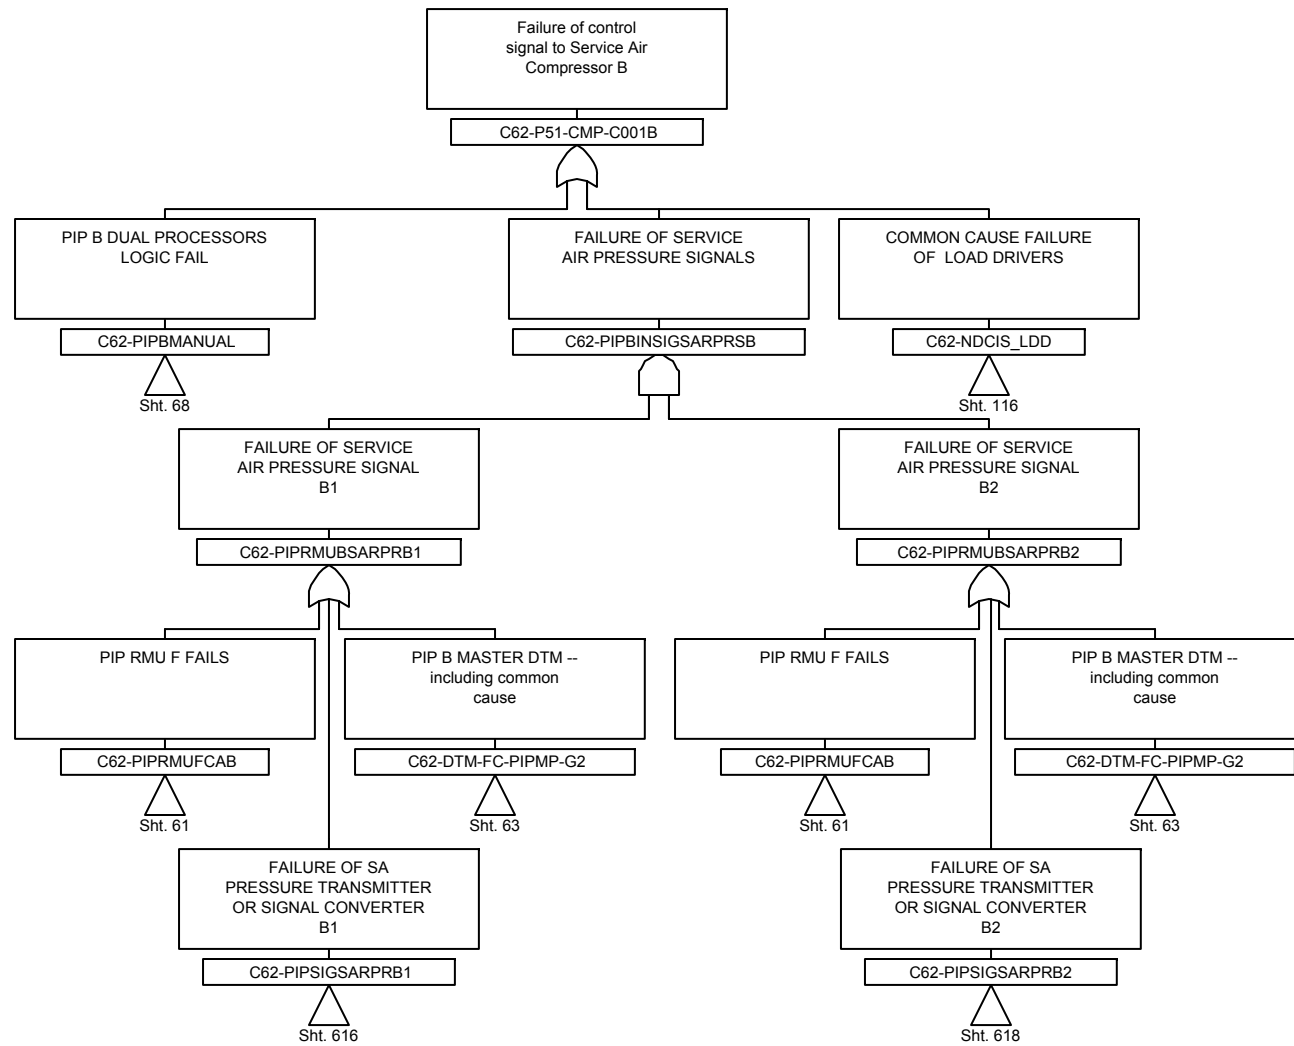 Failure of control
signal to Service Air
Compressor B
C62-P51-CMP-C001B
PIP B DUAL PROCESSORS
LOGIC FAIL
C62-PIPBMANUAL
Sht. 68
FAILURE OF SERVICE
AIR PRESSURE SIGNALS
C62-PIPBINSIGSARPRSB
COMMON CAUSE FAILURE
OF LOAD DRIVERS
C62-NDCIS_LDD
Sht. 116
FAILURE OF SERVICE
AIR PRESSURE SIGNAL
B1
C62-PIPRMUBSARPRB1
FAILURE OF SERVICE
AIR PRESSURE SIGNAL
B2
C62-PIPRMUBSARPRB2
PIP RMU F FAILS
C62-PIPRMUFCAB
Sht. 61
PIP B MASTER DTM --
including common
cause
C62-DTM-FC-PIPMP-G2
Sht. 63
PIP RMU F FAILS
C62-PIPRMUFCAB
Sht. 61
PIP B MASTER DTM --
including common
cause
C62-DTM-FC-PIPMP-G2
Sht. 63
FAILURE OF SA
PRESSURE TRANSMITTER
OR SIGNAL CONVERTER
B1
C62-PIPSIGSARPRB1
Sht. 616
FAILURE OF SA
PRESSURE TRANSMITTER
OR SIGNAL CONVERTER
B2
C62-PIPSIGSARPRB2
Sht. 618